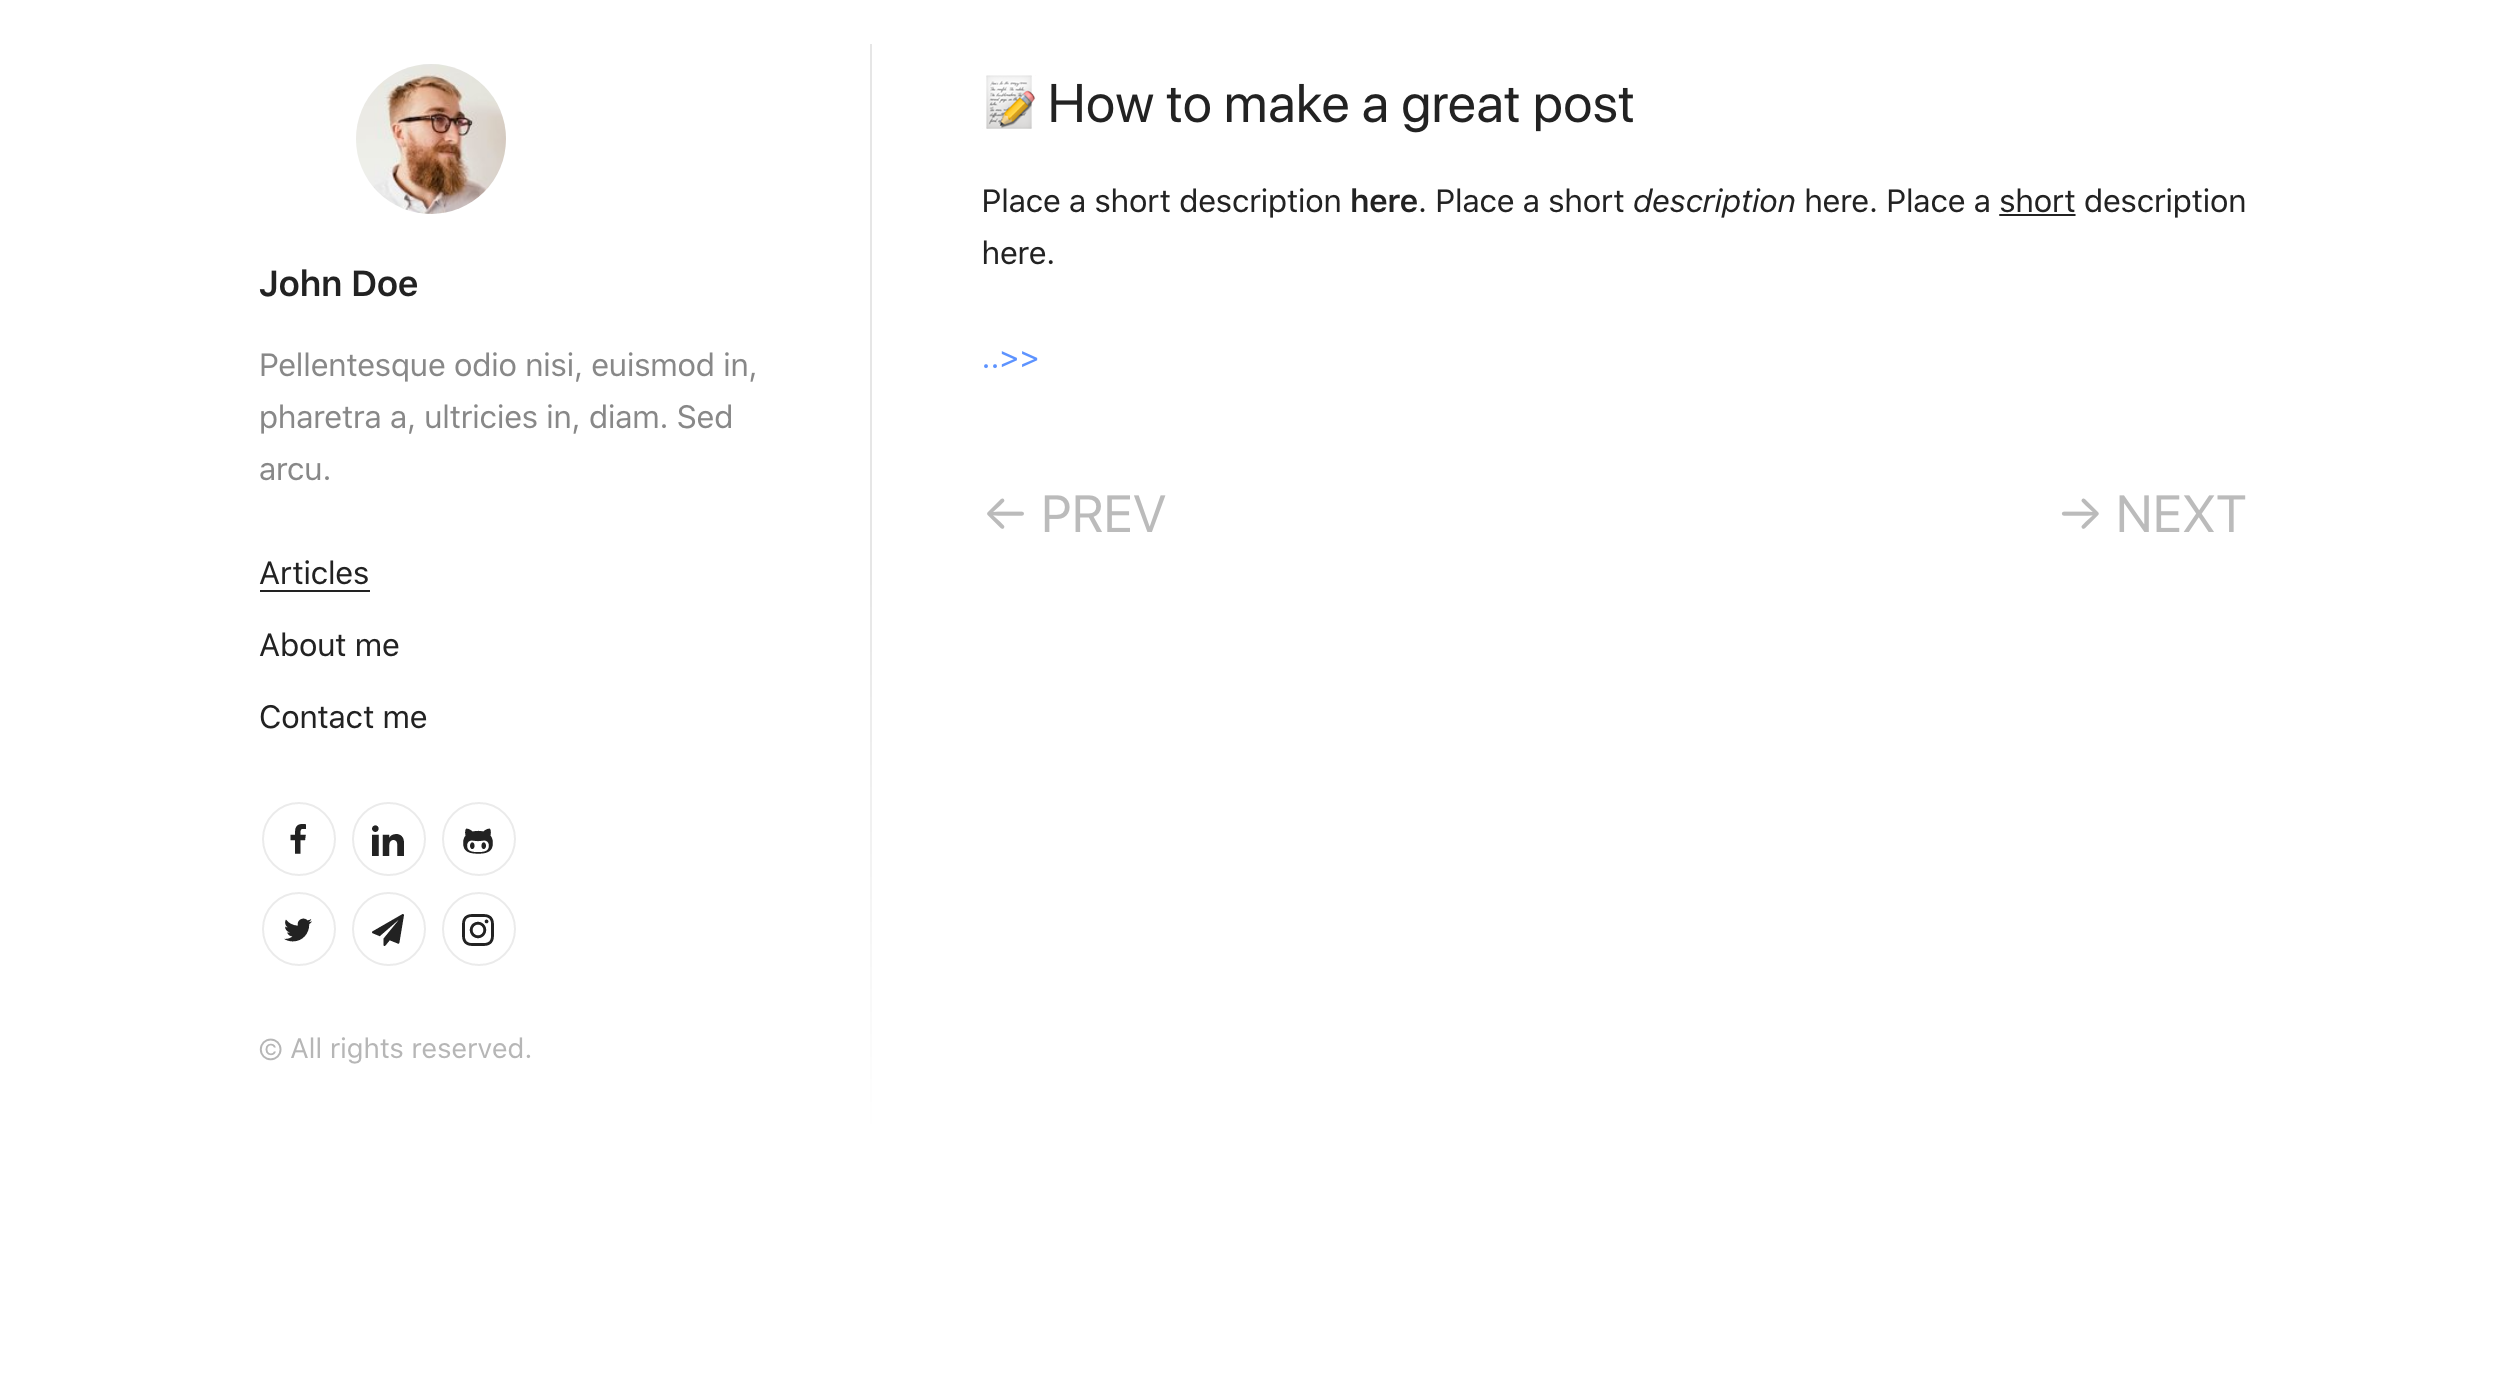 John Doe
Pellentesque odio nisi, euismod in,
pharetra a, ultricies in, diam. Sed
arcu.
Articles
About me
Contact me
© All rights reserved.
📝 How to make a great post
Place a short description here. Place a short description here. Place a short description
here.
..>>
← PREV
→ NEXT